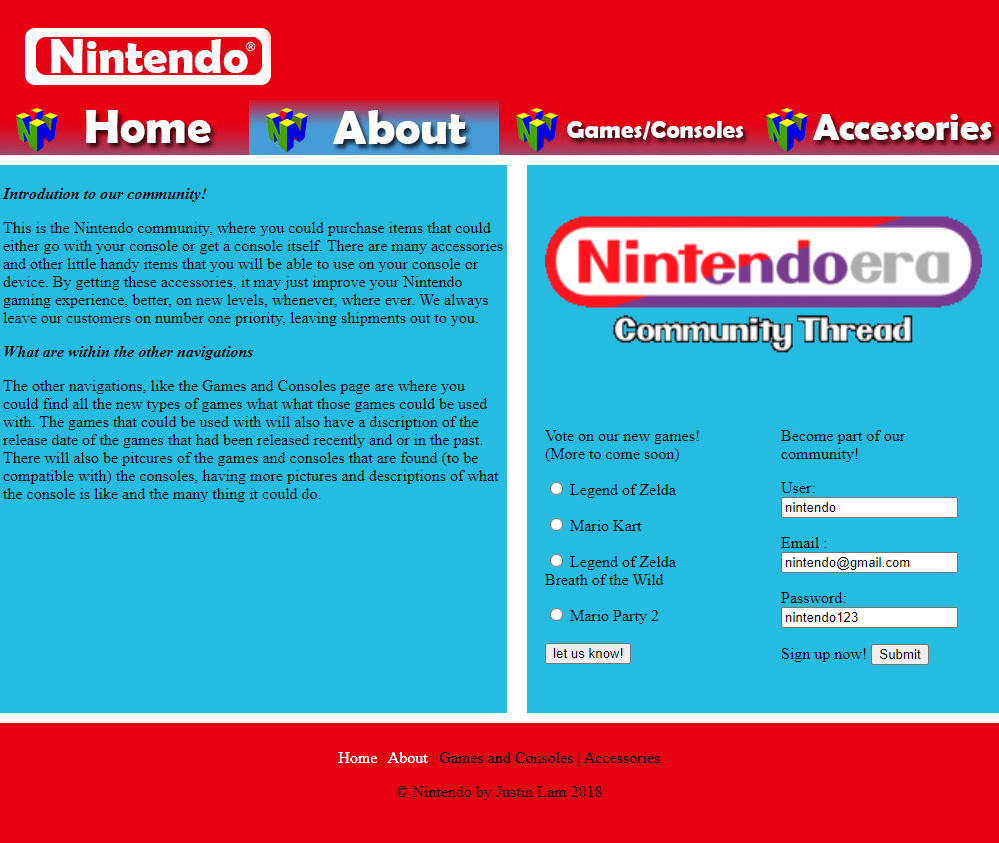 Nintendo®
Home
About
Games/Consoles
Accessories
Introdution to our community!
This is the Nintendo community, where you could purchase items that could
either go with your console or get a console itself. There are many accessories
and other little handy items that you will be able to use on your console or
device. By getting these accessories, it may just improve your Nintendo
gaming experience, better, on new levels, whenever, where ever. We always
leave our customers on number one priority, leaving shipments out to you.
What are within the other navigations
The other navigations, like the Games and Consoles page are where you
could find all the new types of games what what those games could be used
with. The games that could be used with will also have a discription of the
release date of the games that had been released recently and or in the past.
There will also be pitcures of the games and consoles that are found (to be
compatible with) the consoles, having more pictures and descriptions of what
the console is like and the many thing it could do.
Nintendoera
Community Thread
Vote on our new games!
(More to come soon)
Legend of Zelda
Mario Kart
Legend of Zelda
Breath of the Wild
Mario Party 2
let us know!
Become part of our
community!
User:
nintendo
Email :
nintendo@gmail.com
Password:
nintendo123
Sign up now! Submit
Home | About | Games and Consoles | Accessories
© Nintendo by Justin Lam 2018